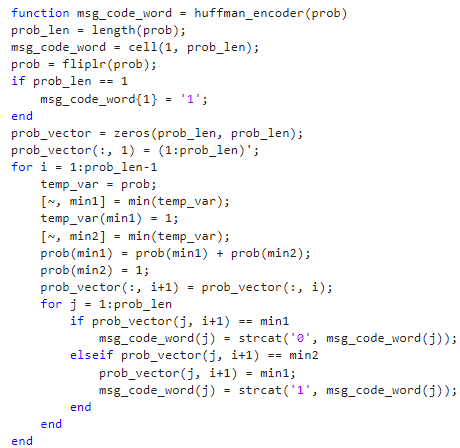 function msg_code_word = huffman_encoder(prob)
prob_len = length(prob);
msg_code_word = cell(1, prob_len);
prob = fliplr(prob);
if prob_len == 1
    msg_code_word{1} = '1';
end
prob_vector = zeros(prob_len, prob_len);
prob_vector(:, 1) = (1:prob_len)';
for i = 1:prob_len-1
    temp_var = prob;
    [~, min1] = min(temp_var);
    temp_var(min1) = 1;
    [~, min2] = min(temp_var);
    prob(min1) = prob(min1) + prob(min2);
    prob(min2) = 1;
    prob_vector(:, i+1) = prob_vector(:, i);
    for j = 1:prob_len
        if prob_vector(j, i+1) == min1
            msg_code_word(j) = strcat('0', msg_code_word(j));
        elseif prob_vector(j, i+1) == min2
            prob_vector(j, i+1) = min1;
            msg_code_word(j) = strcat('1', msg_code_word(j));
        end
    end
end